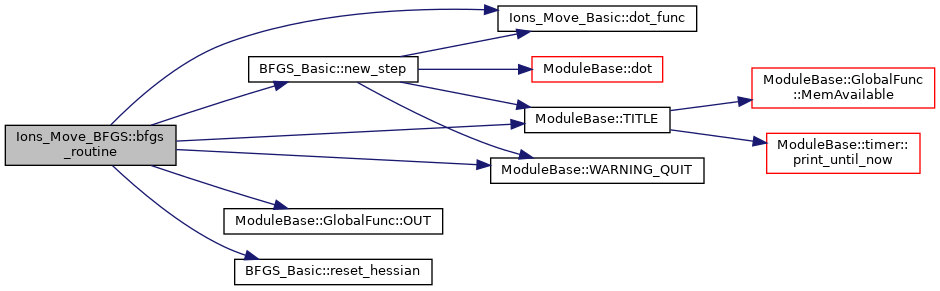 Ions_Move_Basic::dot_func
BFGS_Basic::new_step
ModuleBase::dot
ModuleBase::GlobalFunc
::MemAvailable
ModuleBase::TITLE
Ions_Move_BFGS::bfgs
_routine
ModuleBase::timer::
print_until_now
ModuleBase::WARNING_QUIT
ModuleBase::GlobalFunc::OUT
BFGS_Basic::reset_hessian